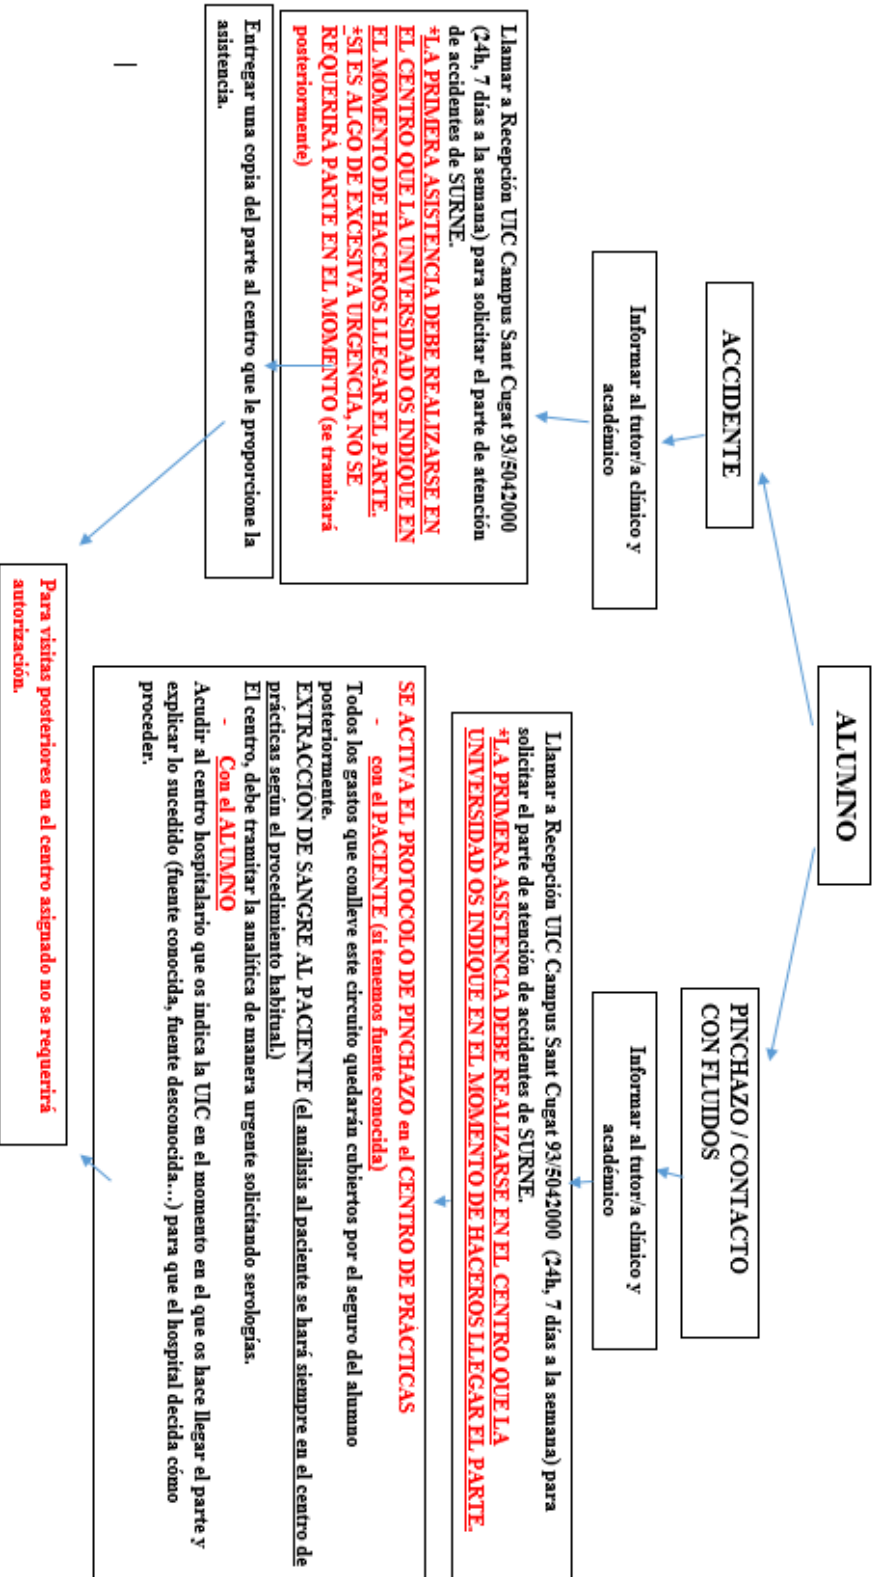 ALUMNO
ACCIDENTE
Informar al tutor/a clínico y
académico
Llamar a Recepción UIC Campus Sant Cugat 93/5042000
(24h, 7 días a la semana) para solicitar el parte de atención
de accidentes de SURNE.
*LA PRIMERA ASISTENCIA DEBE REALIZARSE EN
EL CENTRO QUE LA UNIVERSIDAD OS INDIQUE EN
EL MOMENTO DE HACEROS LLEGAR EL PARTE.
*SI ES ALGO DE EXCESIVA URGENCIA, NO SE
REQUERIRÁ PARTE EN EL MOMENTO (se tramitará
posteriormente)
Entregar una copia del parte al centro que le proporcione la
asistencia.
PINCHAZO / CONTACTO
CON FLUIDOS
Informar al tutor/a clínico y
académico
Llamar a Recepción UIC Campus Sant Cugat 93/5042000 (24h, 7 días a la semana) para
solicitar el parte de atención de accidentes de SURNE.
*LA PRIMERA ASISTENCIA DEBE REALIZARSE EN EL CENTRO QUE LA
UNIVERSIDAD OS INDIQUE EN EL MOMENTO DE HACEROS LLEGAR EL PARTE.
SE ACTIVA EL PROTOCOLO DE PINCHAZO en el CENTRO DE PRÁCTICAS
- con el PACIENTE (si tenemos fuente conocida)
Todos los gastos que conlleve este circuito quedarán cubiertos por el seguro del alumno
posteriormente.
EXTRACCIÓN DE SANGRE AL PACIENTE (el análisis al paciente se hará siempre en el centro de
prácticas según el procedimiento habitual.)
El centro, debe tramitar la analítica de manera urgente solicitando serologías.
- Con el ALUMNO
Acudir al centro hospitalario que os indica la UIC en el momento en el que os hace llegar el parte y
explicar lo sucedido (fuente conocida, fuente desconocida…) para que el hospital decida cómo
proceder.
Para visitas posteriores en el centro asignado no se requerirá
autorización.